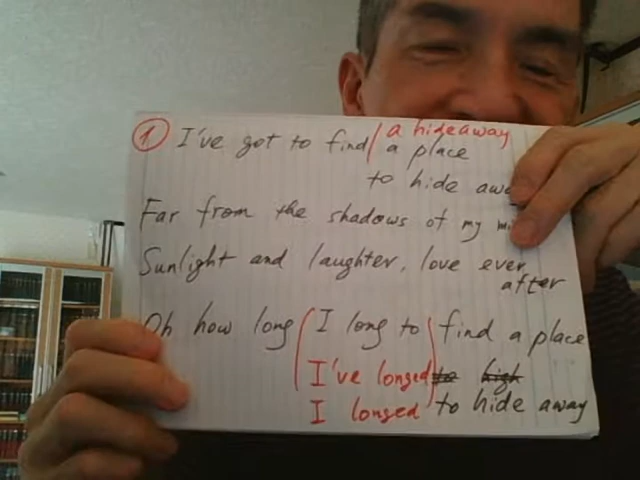 1 I've got to find / a hideaway
a place
to hide
Far from the shadows of my
Sunlight and laughter, love ever
after
Oh how long ( I long to ) find a place
I've longed to high
I longed to hide away